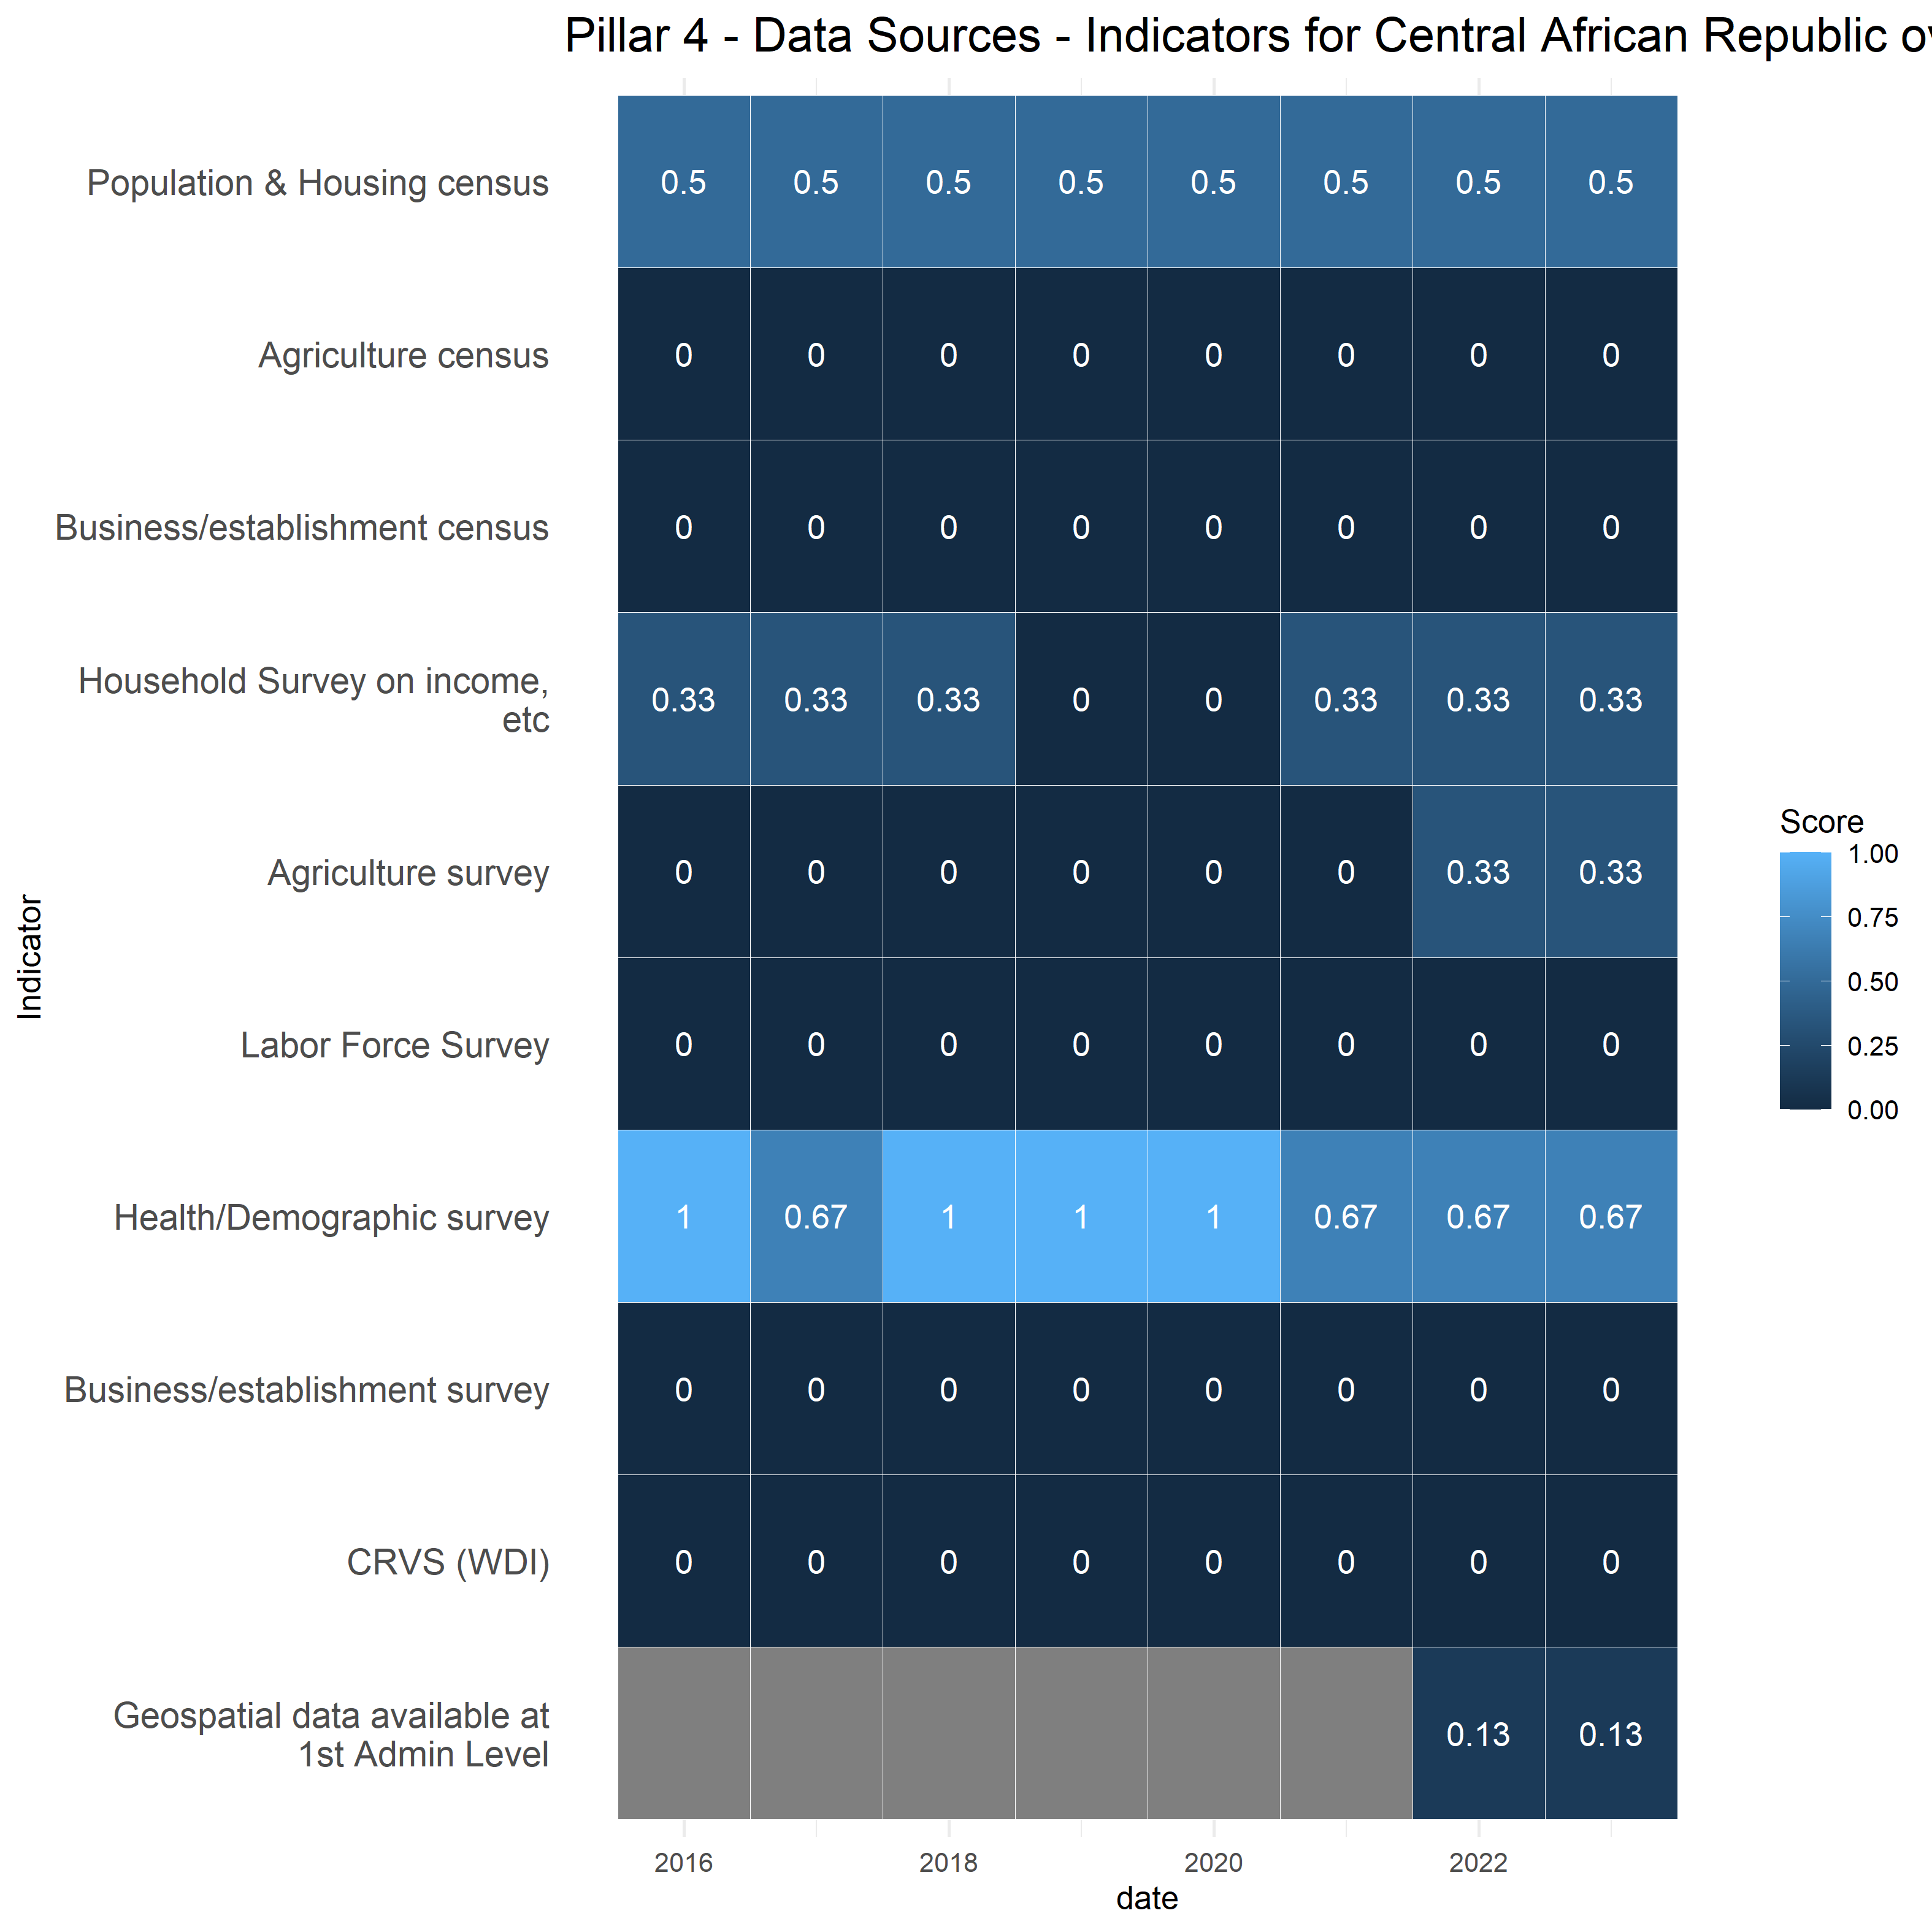 Pillar 4 - Data Sources - Indicators for Central African Republic ov
Population & Housing census
0.5 0.5 0.5 0.5 0.5 0.5 0.5 0.5
Agriculture census
0 0 0 0 0 0 0 0
Business/establishment census
0 0 0 0 0 0 0 0
Household Survey on income,
etc
0.33 0.33 0.33 0 0 0.33 0.33 0.33
Agriculture survey
0 0 0 0 0 0 0.33 0.33
Labor Force Survey
0 0 0 0 0 0 0 0
Health/Demographic survey
1 0.67 1 1 1 0.67 0.67 0.67
Business/establishment survey
0 0 0 0 0 0 0 0
CRVS (WDI)
0 0 0 0 0 0 0 0
Geospatial data available at
1st Admin Level
0.13 0.13
2016 2018 2020 2022
date
Indicator
Score
1.00
0.75
0.50
0.25
0.00